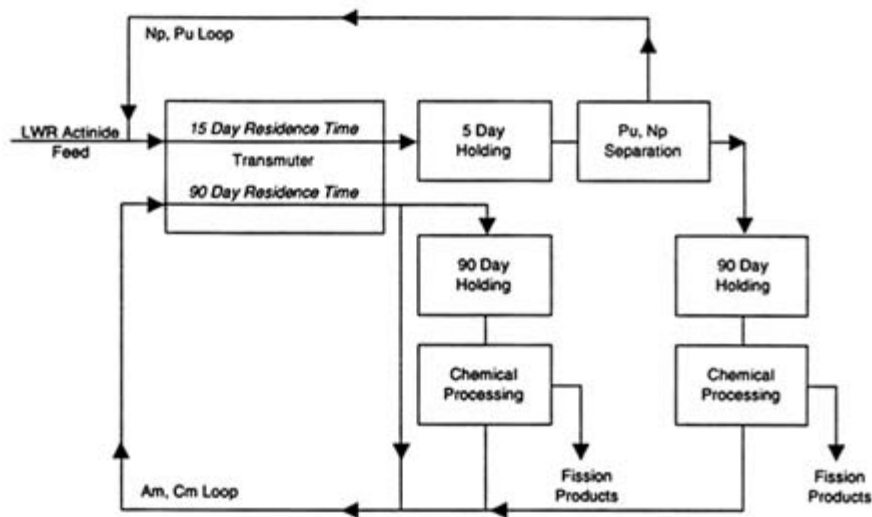 Np, Pu Loop
LWR Actinide
Feed
15 Day Residence Time
Transmuter
90 Day Residence Time
5 Day
Holding
Pu, Np
Separation
90 Day
Holding
90 Day
Holding
Chemical
Processing
Chemical
Processing
Am, Cm Loop
Fission
Products
Fission
Products